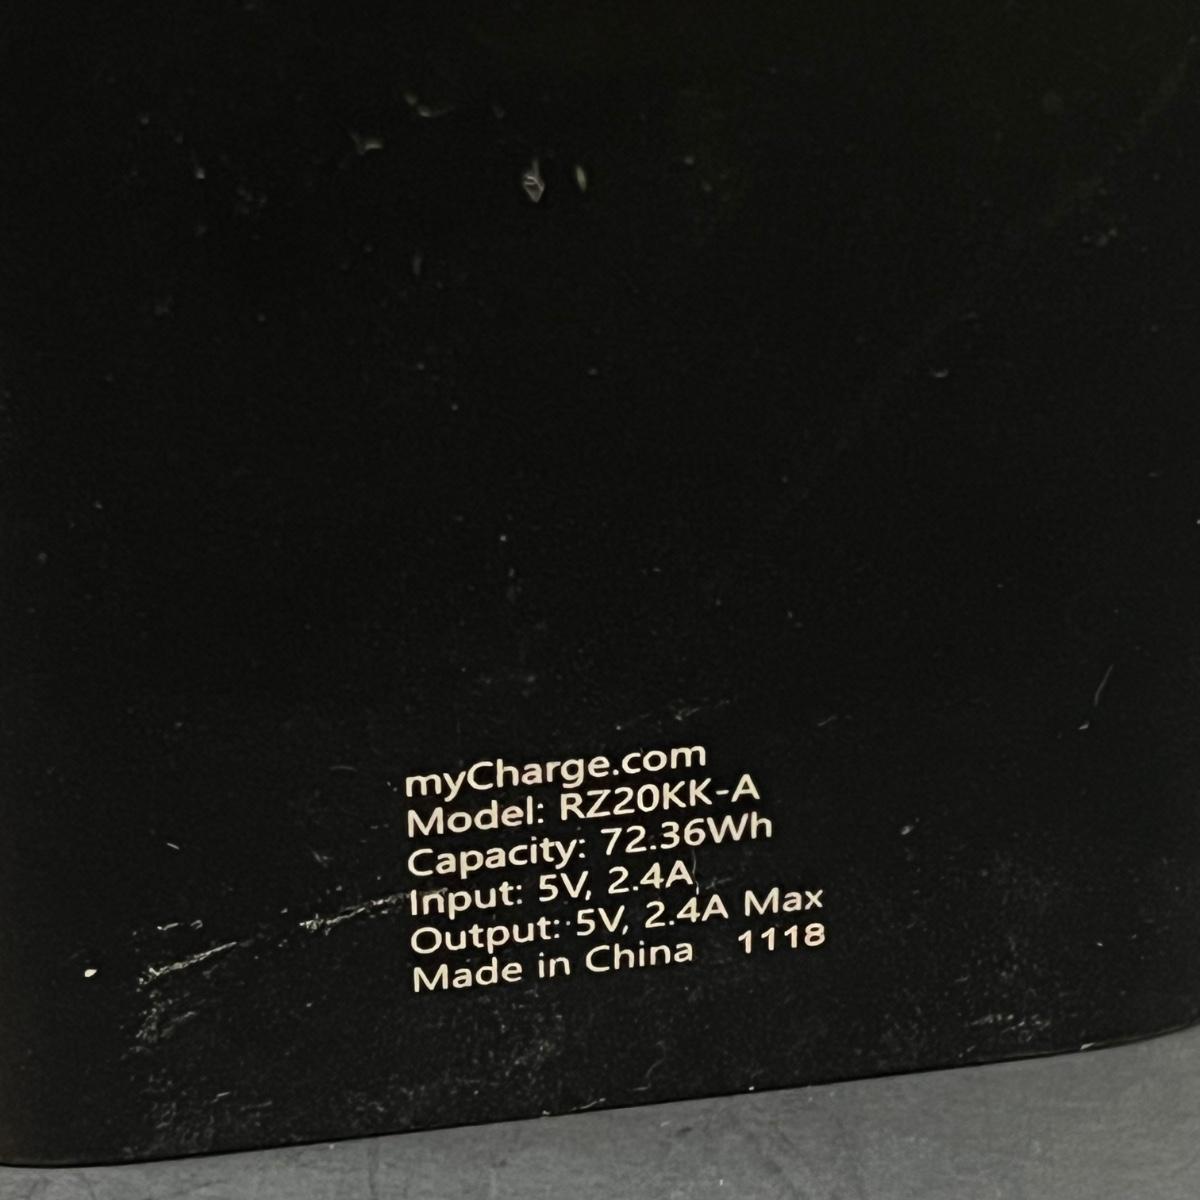 myCharge.com
Model: RZ20KK-A
Capacity: 72.36Wh
Input: 5V, 2.4A
Output: 5V, 2.4A Max
Made in China 1118